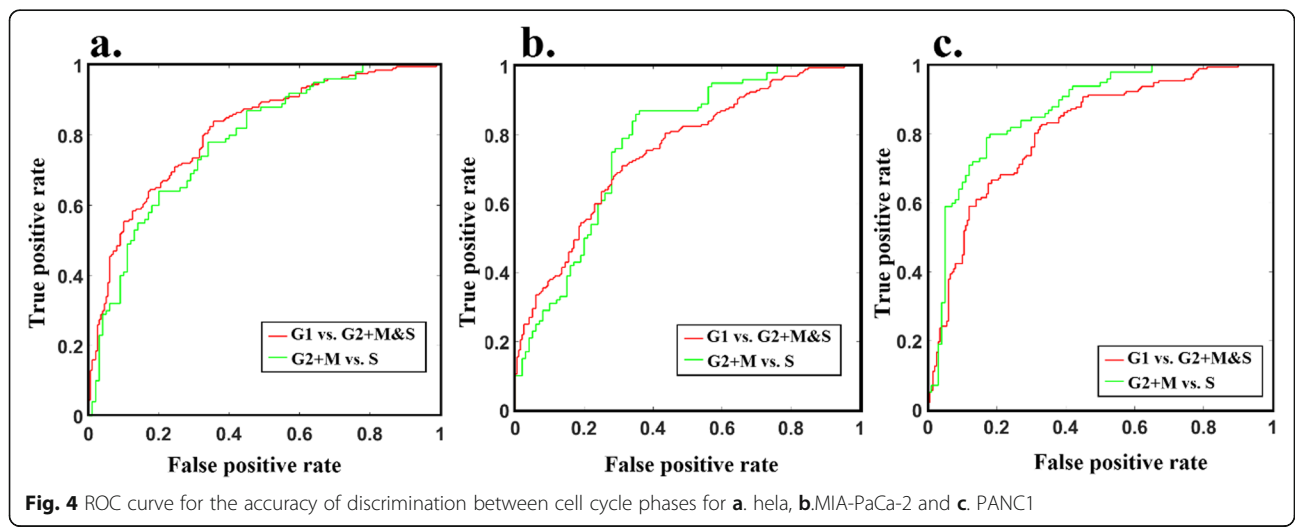 a.
1
0.8
0.6
0.4
0.2
0
0 0.2 0.4 0.6 0.8 1
True positive rate
False positive rate
G1 vs. G2+M&S
G2+M vs. S
b.
1
0.8
0.6
0.4
0.2
0
0 0.2 0.4 0.6 0.8 1
True positive rate
False positive rate
G1 vs. G2+M&S
G2+M vs. S
c.
1
0.8
0.6
0.4
0.2
0
0 0.2 0.4 0.6 0.8 1
True positive rate
False positive rate
G1 vs. G2+M&S
G2+M vs. S
Fig. 4 ROC curve for the accuracy of discrimination between cell cycle phases for a. hela, b.MIA-PaCa-2 and c. PANC1